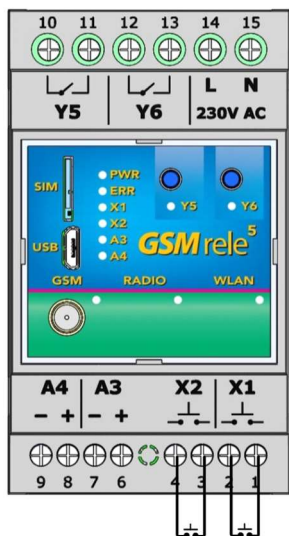 10 11 12 13 14 15
Y5 Y6 L N
230V AC
SIM
PWR
ERR
X1
X2
A3
A4
Y5 Y6
USB
GSM rele5
GSM RADIO WLAN
A4 A3 X2 X1
− + − +
9 8 7 6 4 3 2 1